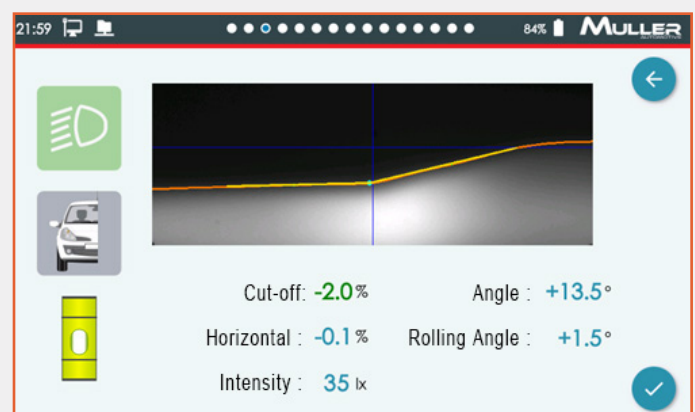 21:59 84% MULLER
AUTOMOTIVE
Cut-off: -2.0% Angle : +13.5°
Horizontal : -0.1% Rolling Angle : +1.5°
Intensity : 35 lx